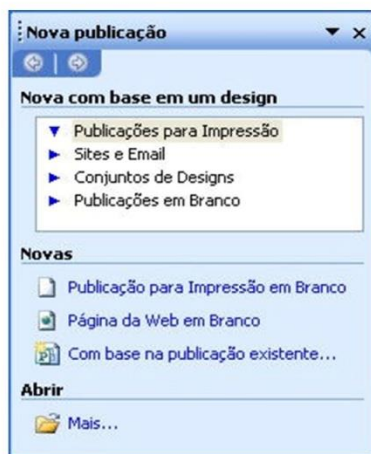 Nova publicação
Nova com base em um design
Publicações para Impressão
Sites e Email
Conjuntos de Designs
Publicações em Branco
Novas
Publicação para Impressão em Branco
Página da Web em Branco
Com base na publicação existente...
Abrir
Mais...